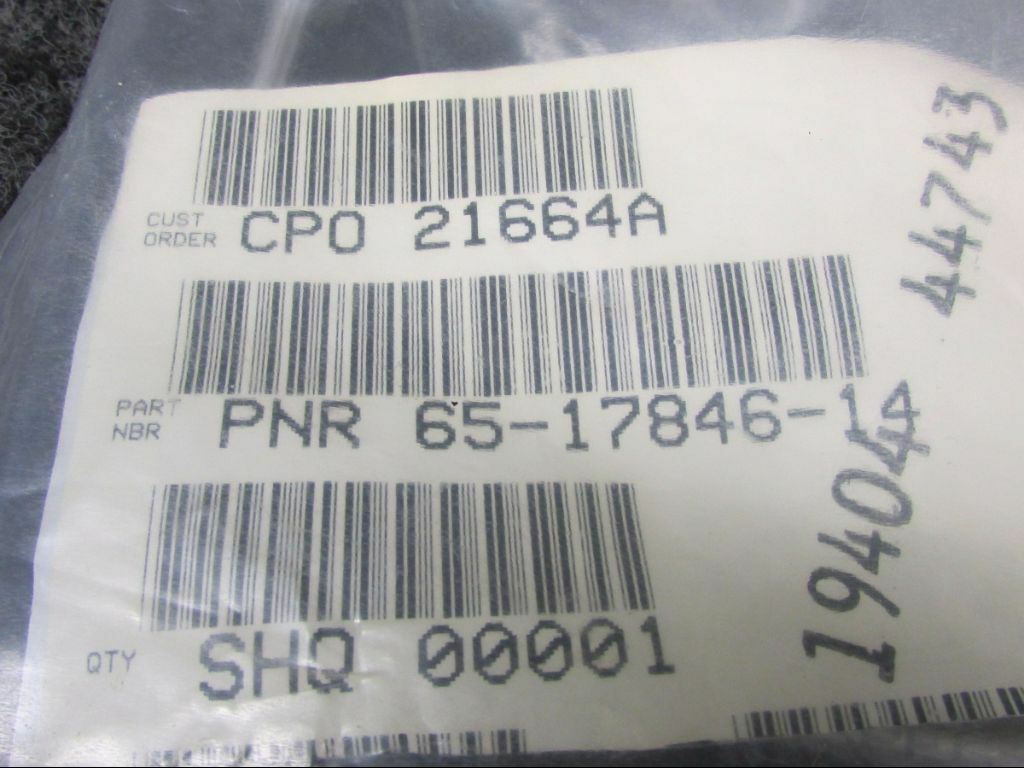 CUST ORDER CPO 21664A
PART NBR PNR 65-17846-14
QTY SHQ 00001
44743
19404